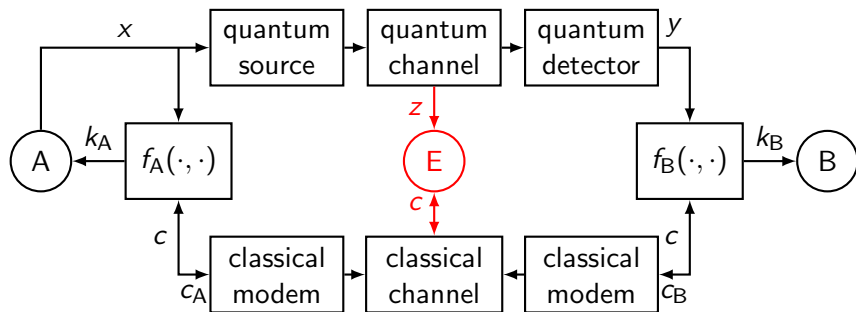 x
quantum
source
quantum
channel
quantum
detector
y
z
A
k_A
f_A(·,·)
E
f_B(·,·)
k_B
B
c
c
c
c_A
classical
modem
classical
channel
classical
modem
c_B